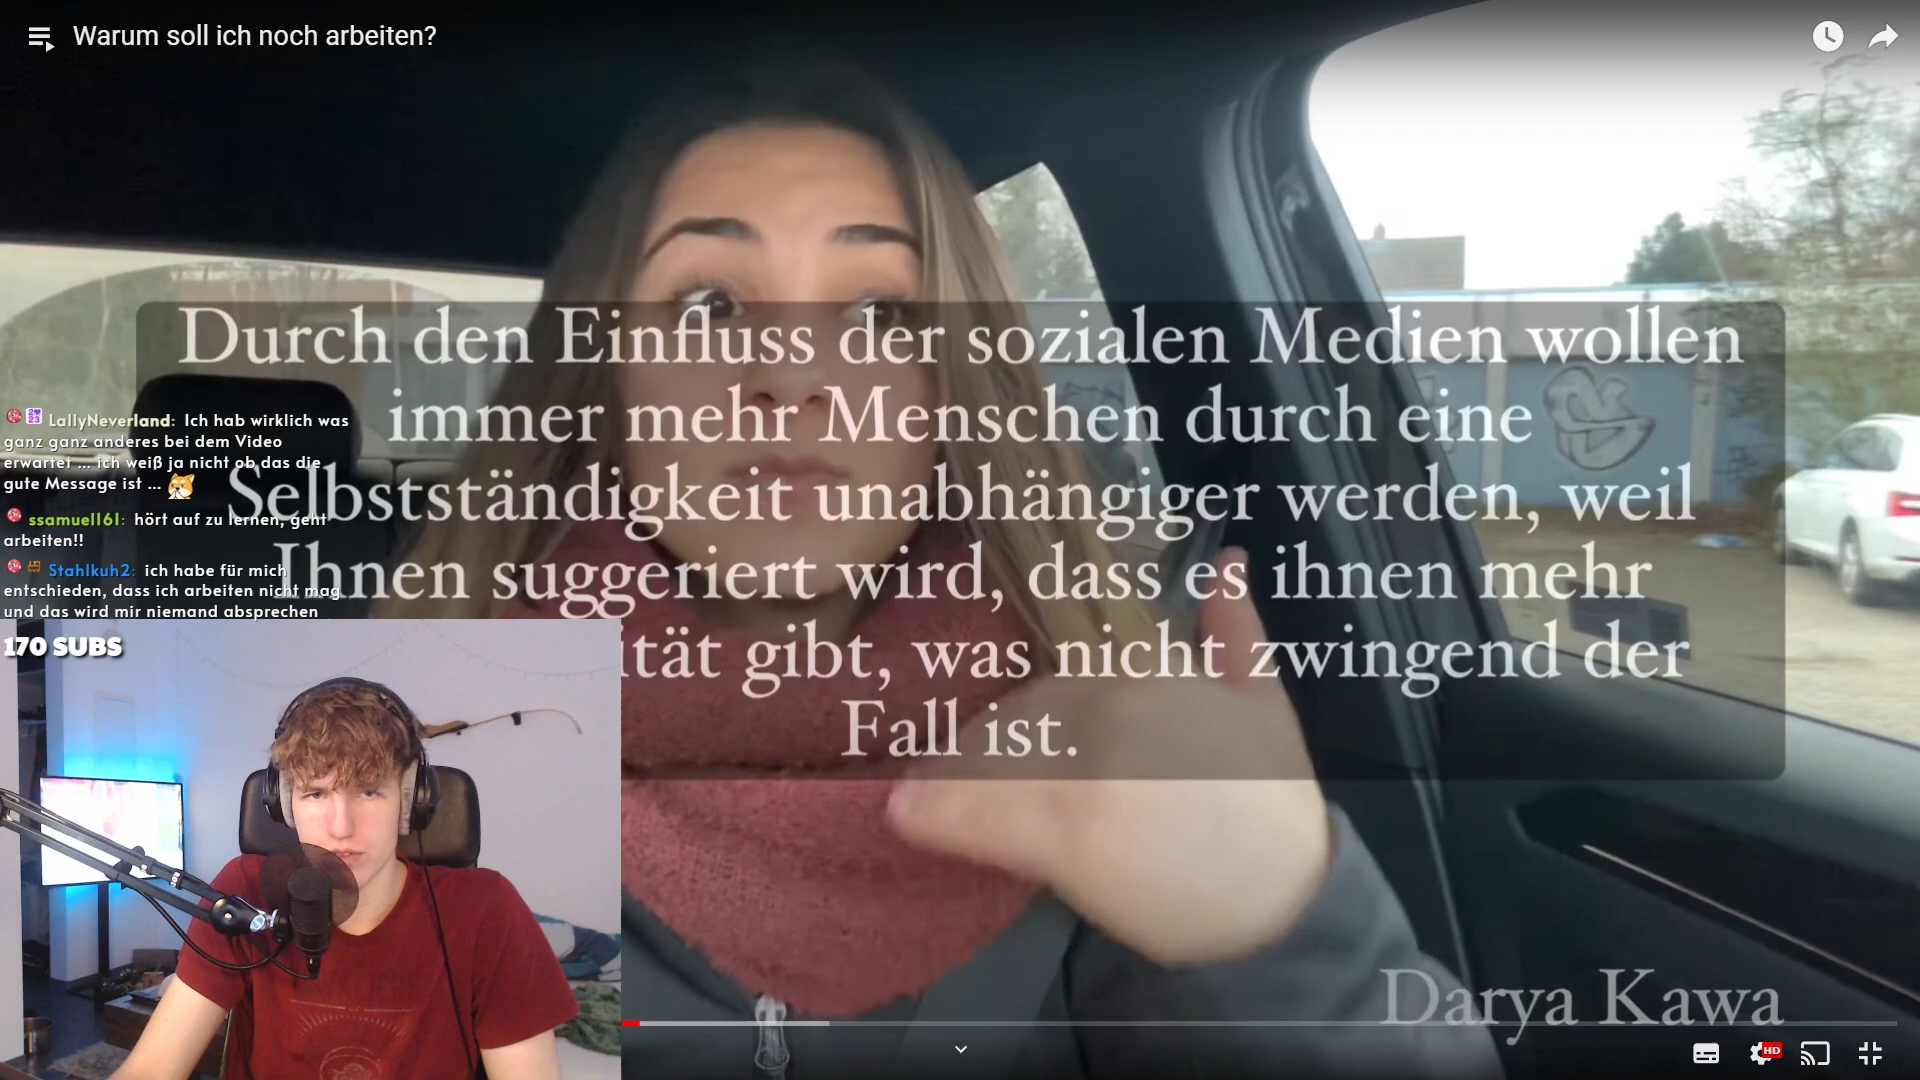 Warum soll ich noch arbeiten?
Durch den Einfluss der sozialen Medien wollen
immer mehr Menschen durch eine
Selbstständigkeit unabhängiger werden, weil
Ihnen suggeriert wird, dass es ihnen mehr
ität gibt, was nicht zwingend der
Fall ist.
LallyNeverland: Ich hab wirklich was
ganz ganz anderes bei dem Video
erwartet ... ich weiß ja nicht ob das die
gute Message ist ...
ssamuell61: hört auf zu lernen, geht
arbeiten!!
Stahlkuh2: ich habe für mich
entschieden, dass ich arbeiten nicht mag
und das wird mir niemand absprechen
170 SUBS
Darya Kawa
HD